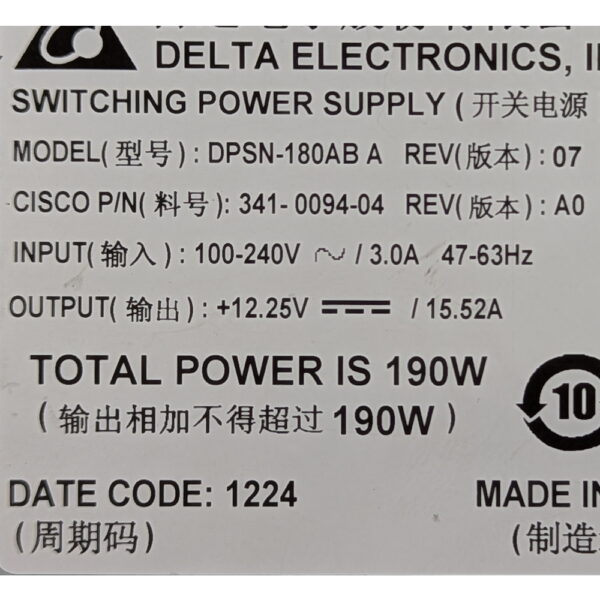 DELTA ELECTRONICS,
SWITCHING POWER SUPPLY ( 开关电源
MODEL( 型号) : DPSN-180AB A REV( 版本) : 07
CISCO P/N( 料号): 341- 0094-04 REV( 版本) : A0
INPUT( 输入) : 100-240V ~ / 3.0A 47-63Hz
OUTPUT( 输出) : +12.25V ⎓ / 15.52A
TOTAL POWER IS 190W
( 输出相加不得超过 190W )
10
DATE CODE: 1224
MADE IN
(周期码)
(制造